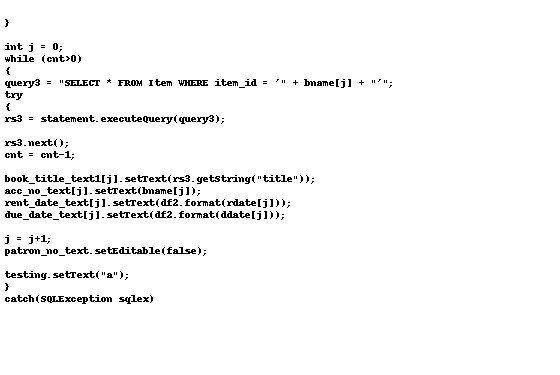 }
int j = 0;
while (cnt>0)
{
query3 = "SELECT * FROM Item WHERE item_id = '" + bname[j] + "'";
try
{
rs3 = statement.executeQuery(query3);
rs3.next();
cnt = cnt-1;
book_title_text1[j].setText(rs3.getString("title"));
acc_no_text[j].setText(bname[j]);
rent_date_text[j].setText(df2.format(rdate[j]));
due_date_text[j].setText(df2.format(ddate[j]));
j = j+1;
patron_no_text.setEditable(false);
testing.setText("a");
}
catch(SQLException sqlex)